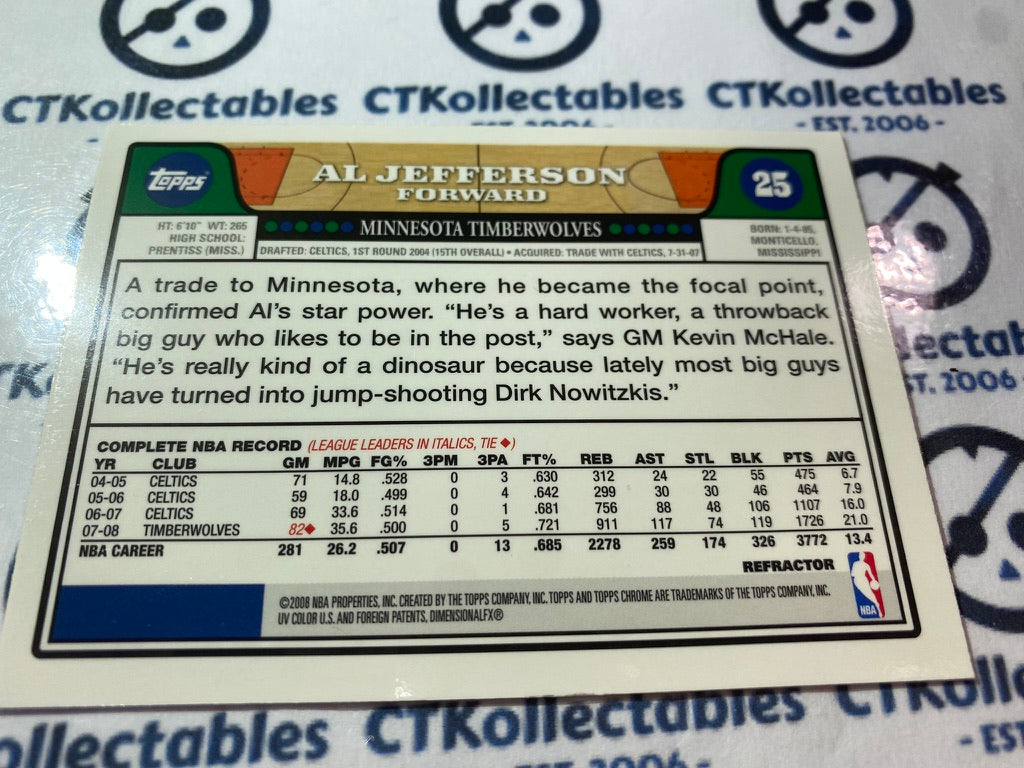 CTKollectables CTKollectables CTKollectables
- EST. 2006 -
TOPPS
AL JEFFERSON
FORWARD
25
MINNESOTA TIMBERWOLVES
HT: 6'10" WT: 265
HIGH SCHOOL:
PRENTISS (MISS.)
DRAFTED: CELTICS, 1ST ROUND 2004 (15TH OVERALL) • ACQUIRED: TRADE WITH CELTICS, 7-31-07
BORN: 1-4-85,
MONTICELLO,
MISSISSIPPI
A trade to Minnesota, where he became the focal point,
confirmed Al's star power. "He's a hard worker, a throwback
big guy who likes to be in the post," says GM Kevin McHale.
"He's really kind of a dinosaur because lately most big guys
have turned into jump-shooting Dirk Nowitzkis."
COMPLETE NBA RECORD (LEAGUE LEADERS IN ITALICS, TIE ◆)
YR CLUB GM MPG FG% 3PM 3PA FT% REB AST STL BLK PTS AVG
04-05 CELTICS 71 14.8 .528 0 3 .630 312 24 22 55 475 6.7
05-06 CELTICS 59 18.0 .499 0 4 .642 299 30 30 46 464 7.9
06-07 CELTICS 69 33.6 .514 0 1 .681 756 88 48 106 1107 16.0
07-08 TIMBERWOLVES 82◆ 35.6 .500 0 5 .721 911 117 74 119 1726 21.0
NBA CAREER 281 26.2 .507 0 13 .685 2278 259 174 326 3772 13.4
REFRACTOR
©2008 NBA PROPERTIES, INC. CREATED BY THE TOPPS COMPANY, INC. TOPPS AND TOPPS CHROME ARE TRADEMARKS OF THE TOPPS COMPANY, INC.
UV COLOR U.S. AND FOREIGN PATENTS, DIMENSIONALFX®
NBA
lectables
ST. 2006 -
ollectables CTKollectables CTKoll
- EST.